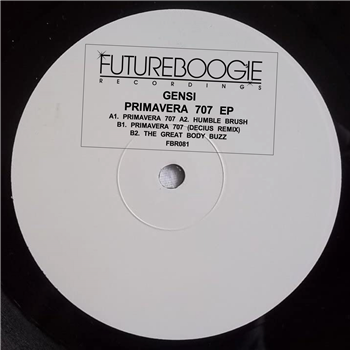 FUTUREBOOGIE
RECORDINGS
GENSI
PRIMAVERA 707 EP
A1. PRIMAVERA 707 A2. HUMBLE BRUSH
B1. PRIMAVERA 707 (DECIUS REMIX)
B2. THE GREAT BODY BUZZ
FBR081